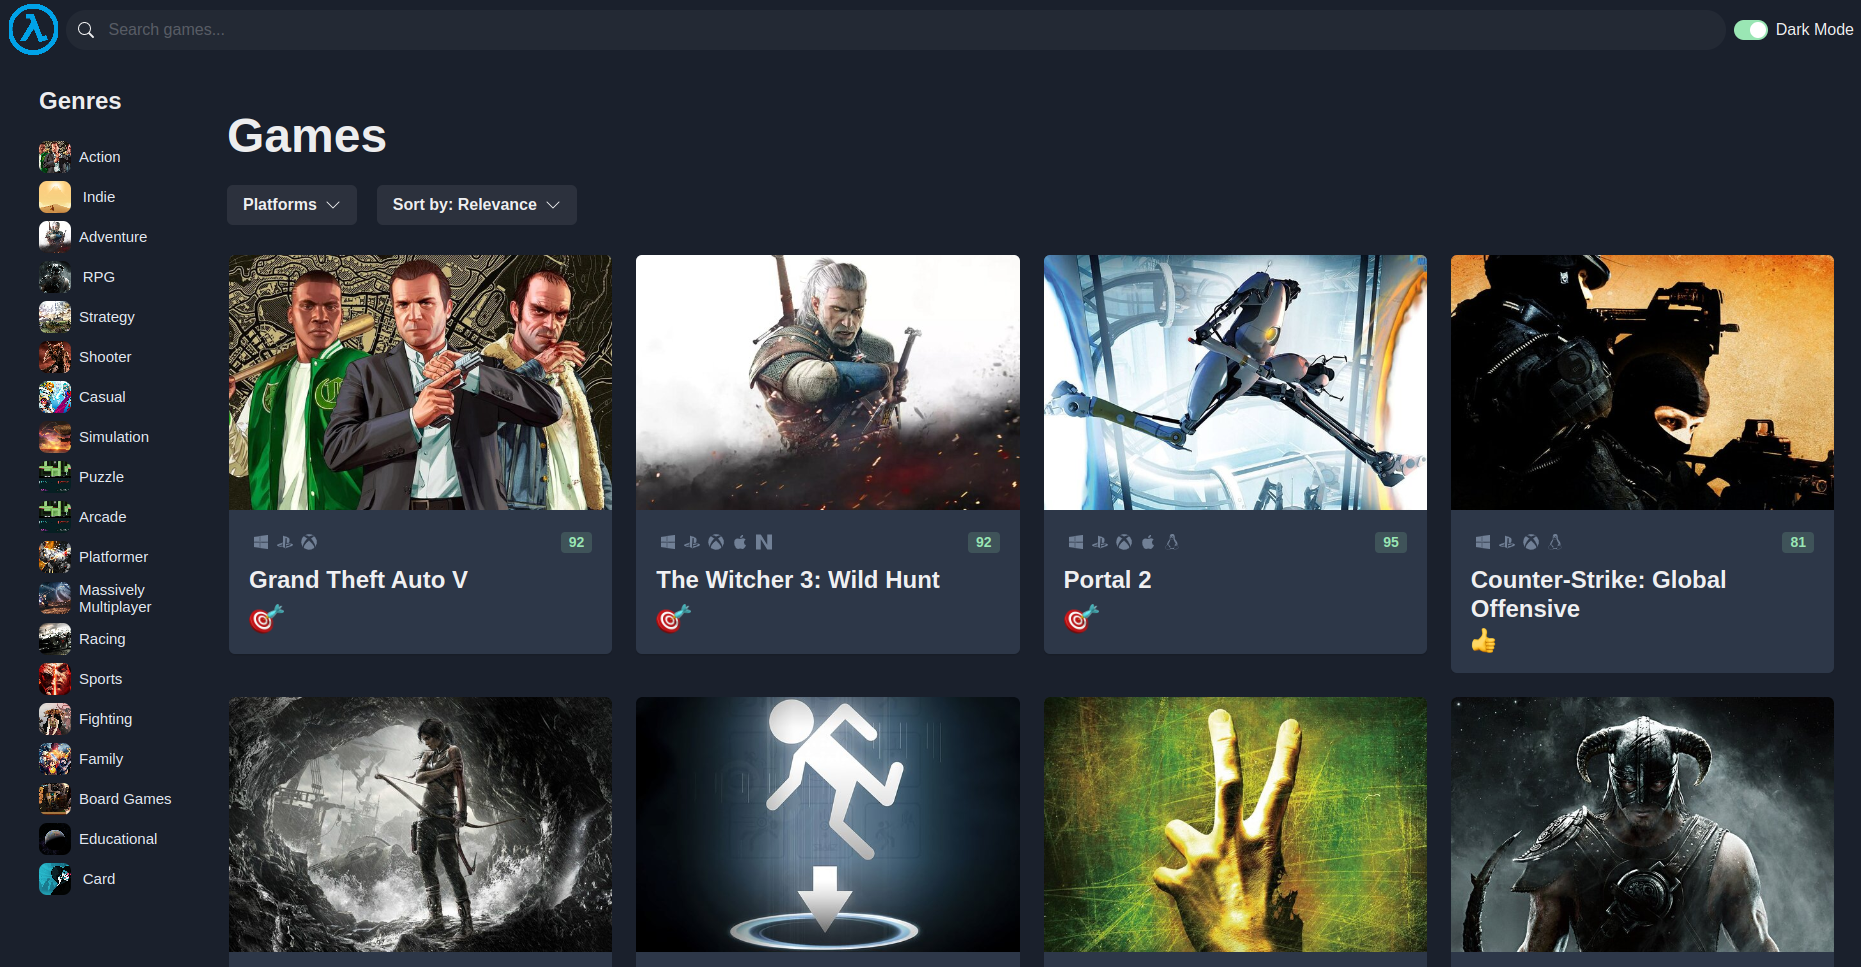 Search games...
Dark Mode
Genres
Action
Indie
Adventure
RPG
Strategy
Shooter
Casual
Simulation
Puzzle
Arcade
Platformer
Massively
Multiplayer
Racing
Sports
Fighting
Family
Board Games
Educational
Card
Games
Platforms
Sort by: Relevance
92
Grand Theft Auto V
92
The Witcher 3: Wild Hunt
95
Portal 2
81
Counter-Strike: Global
Offensive